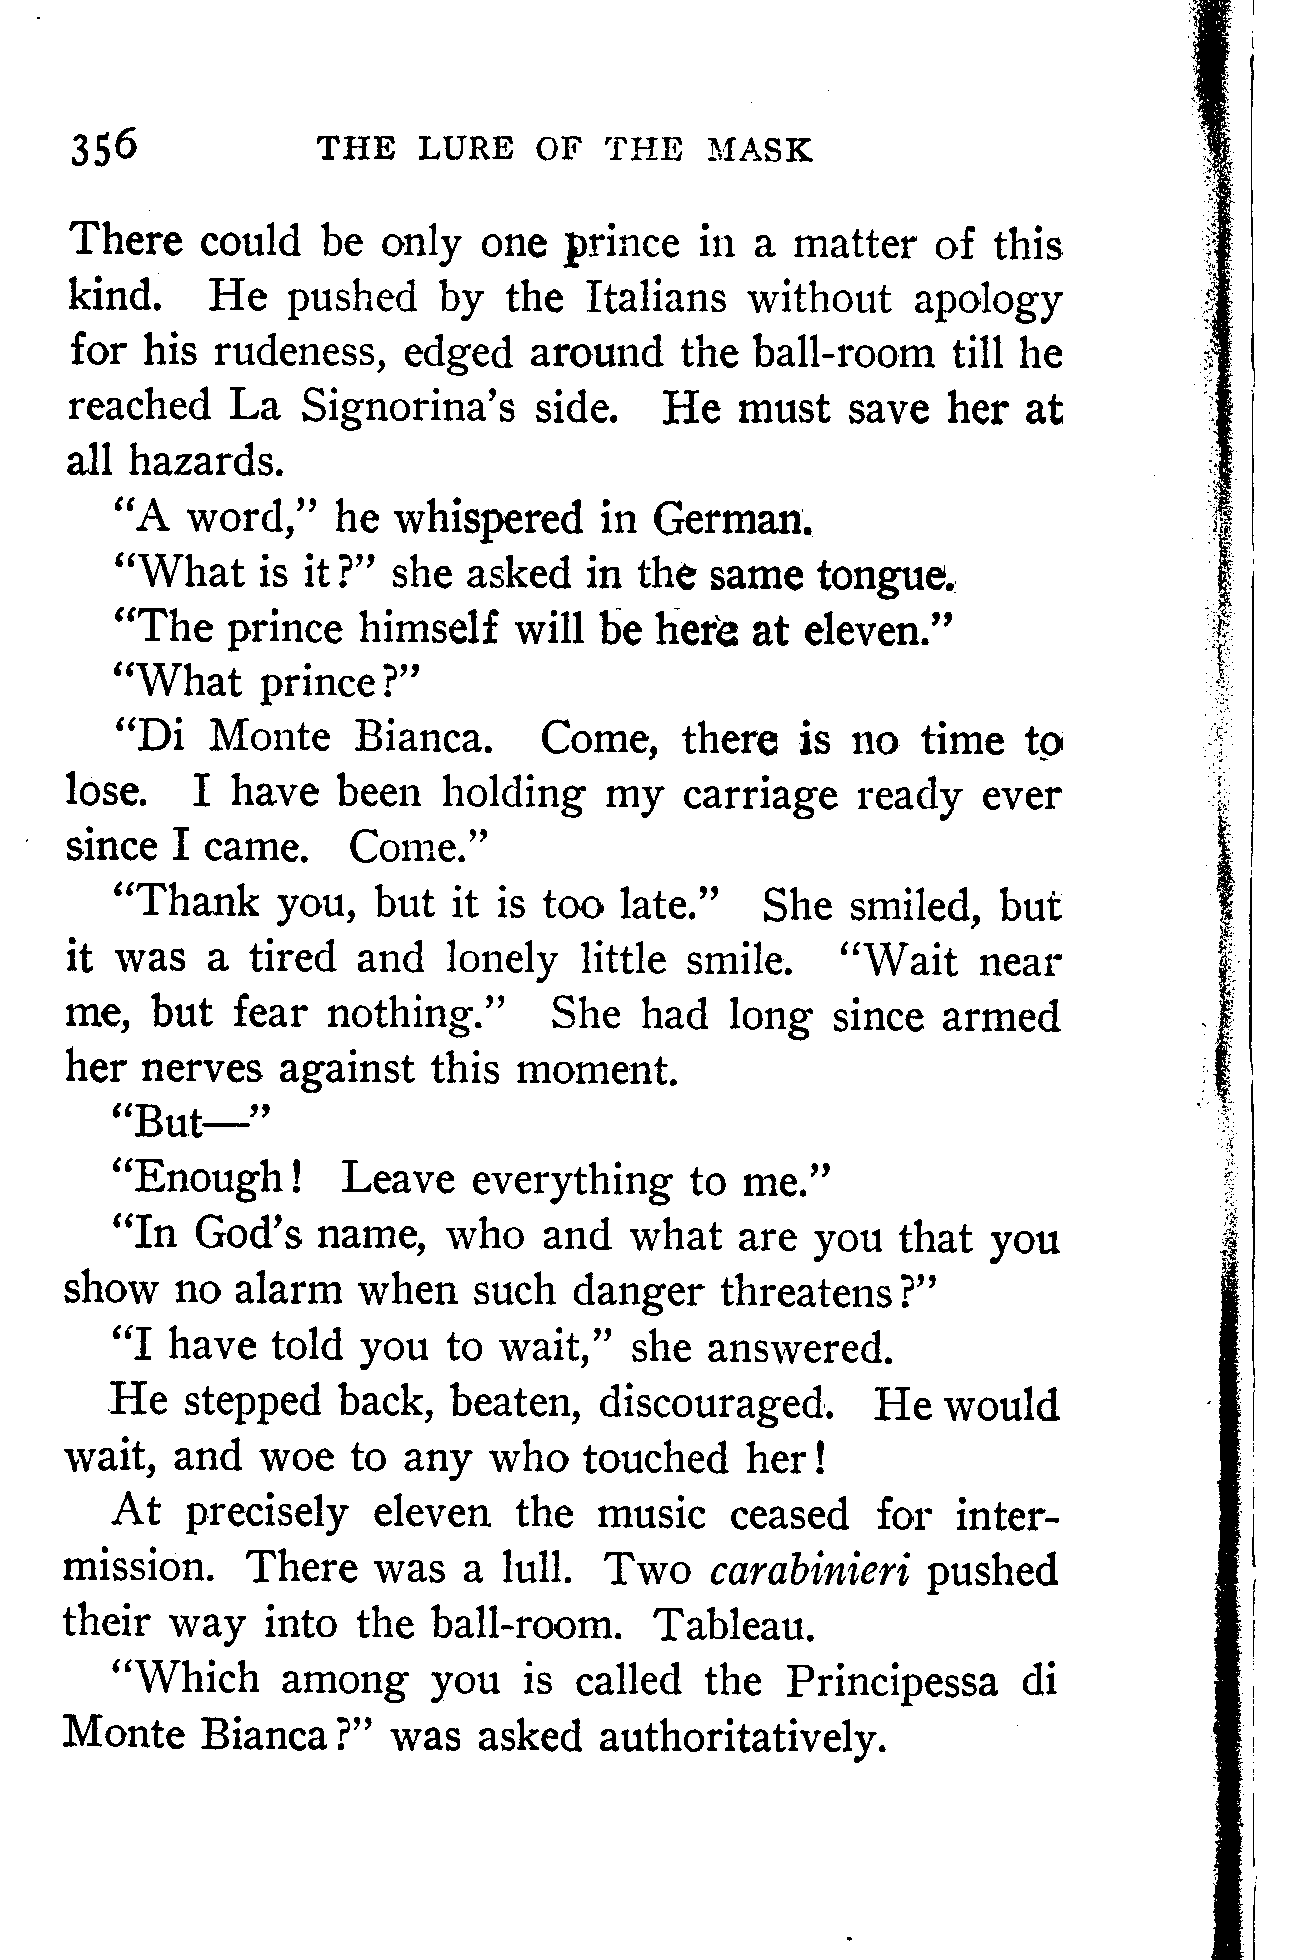 356 THE LURE OF THE MASK
There could be only one prince in a matter of this
kind. He pushed by the Italians without apology
for his rudeness, edged around the ball-room till he
reached La Signorina's side. He must save her at
all hazards.
"A word," he whispered in German.
"What is it?" she asked in the same tongue.
"The prince himself will be here at eleven."
"What prince?"
"Di Monte Bianca. Come, there is no time to
lose. I have been holding my carriage ready ever
since I came. Come."
"Thank you, but it is too late." She smiled, but
it was a tired and lonely little smile. "Wait near
me, but fear nothing." She had long since armed
her nerves against this moment.
"But—"
"Enough! Leave everything to me."
"In God's name, who and what are you that you
show no alarm when such danger threatens?"
"I have told you to wait," she answered.
He stepped back, beaten, discouraged. He would
wait, and woe to any who touched her!
At precisely eleven the music ceased for inter-
mission. There was a lull. Two carabinieri pushed
their way into the ball-room. Tableau.
"Which among you is called the Principessa di
Monte Bianca?" was asked authoritatively.